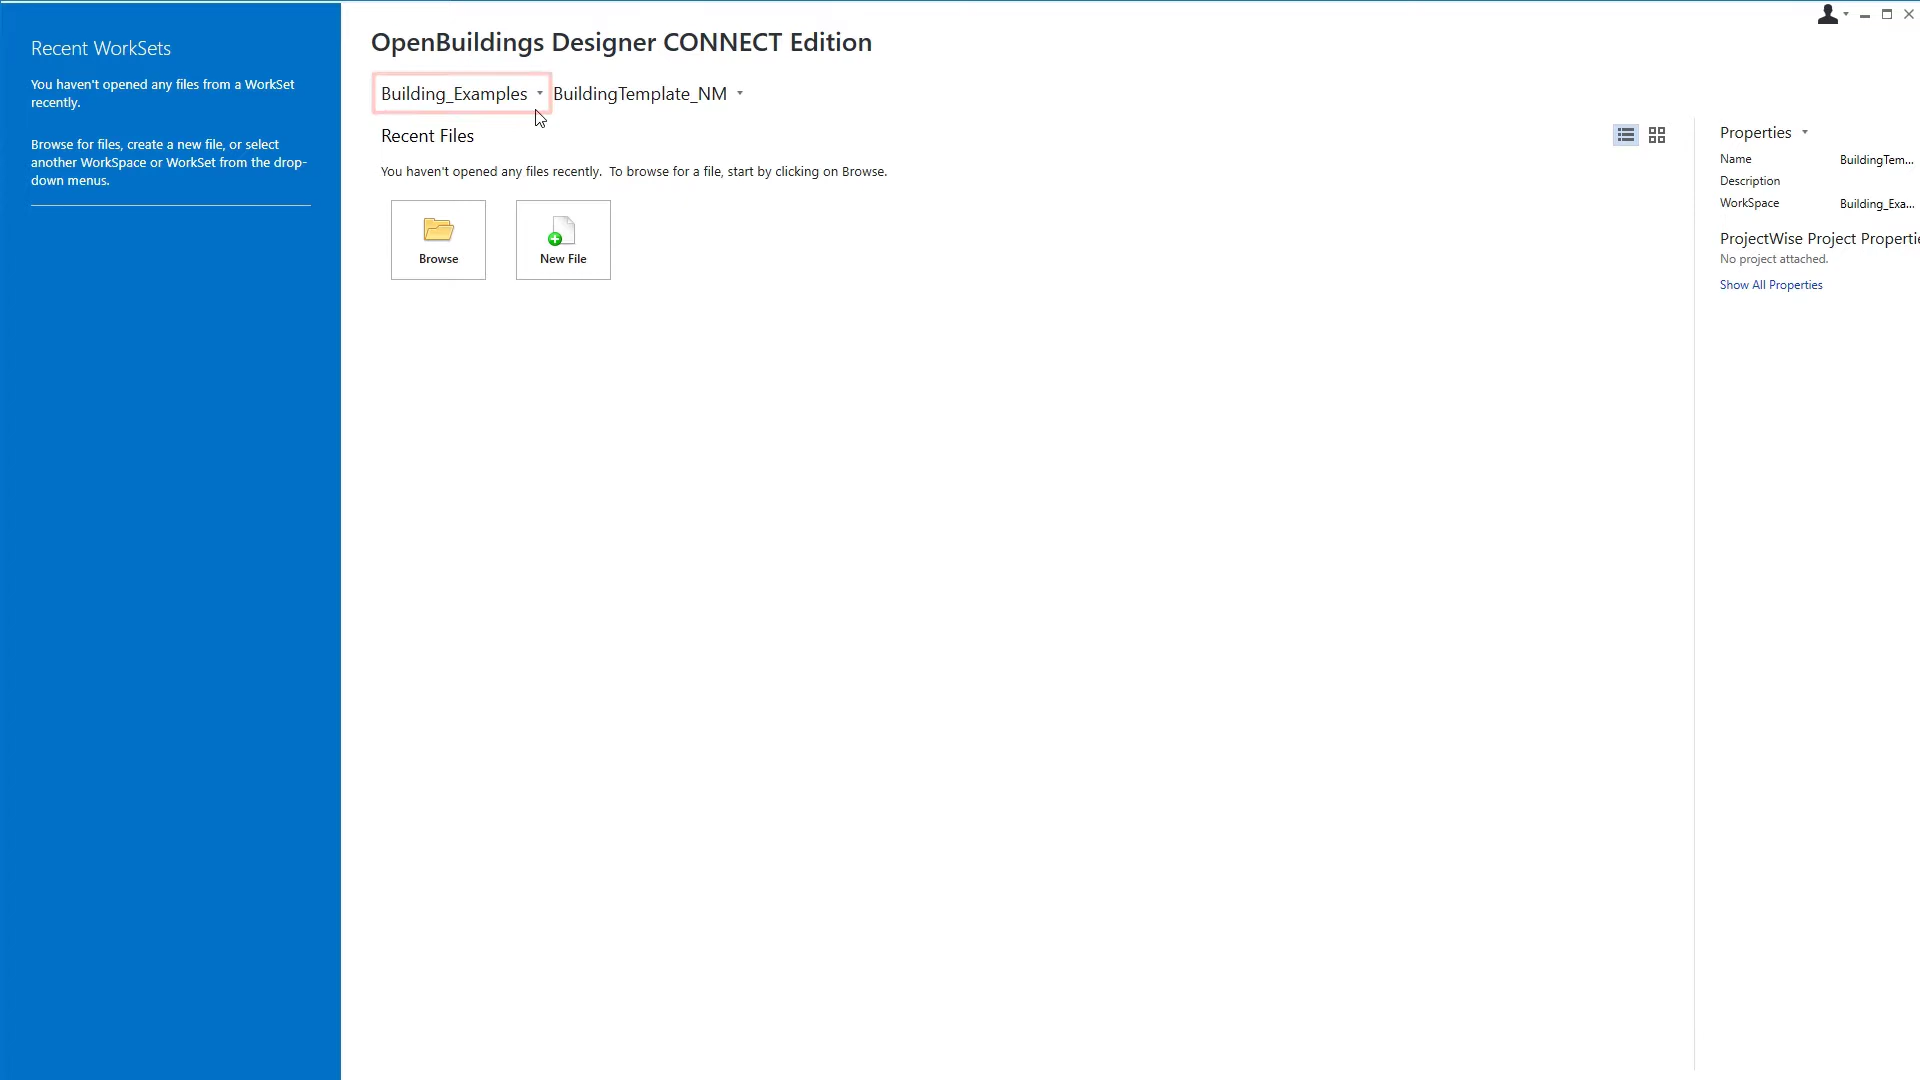 Recent WorkSets
You haven't opened any files from a WorkSet
recently.
Browse for files, create a new file, or select
another WorkSpace or WorkSet from the drop-
down menus.
OpenBuildings Designer CONNECT Edition
Building_Examples BuildingTemplate_NM
Recent Files
You haven't opened any files recently. To browse for a file, start by clicking on Browse.
Browse
New File
Properties
Name BuildingTem...
Description
WorkSpace Building_Exa...
ProjectWise Project Propertie
No project attached.
Show All Properties